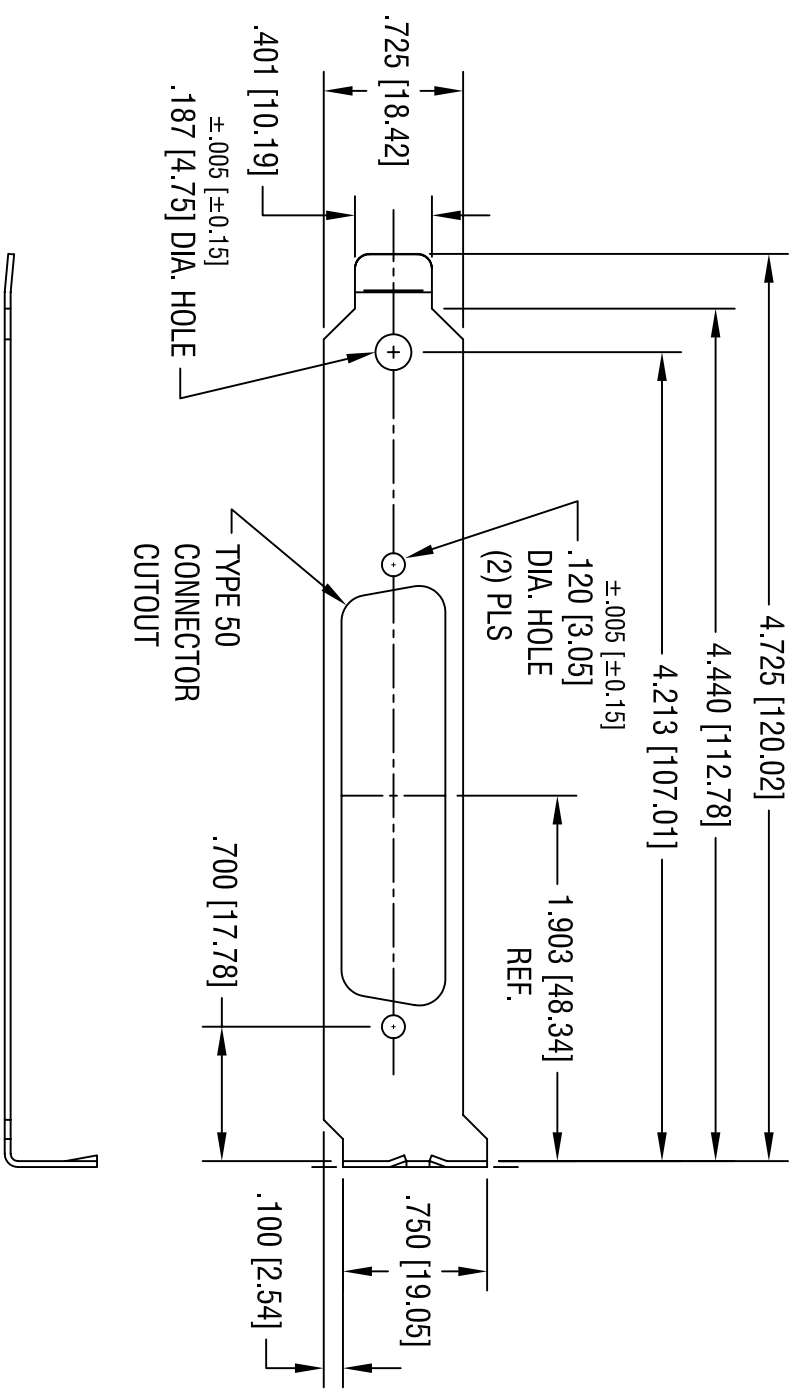 4.725 [120.02]
4.440 [112.78]
4.213 [107.01]
±.005 [±0.15]
.120 [3.05]
DIA. HOLE
(2) PLS
1.903 [48.34]
REF.
.725 [18.42]
.401 [10.19]
±.005 [±0.15]
.187 [4.75] DIA. HOLE
TYPE 50
CONNECTOR
CUTOUT
.700 [17.78]
.750 [19.05]
.100 [2.54]